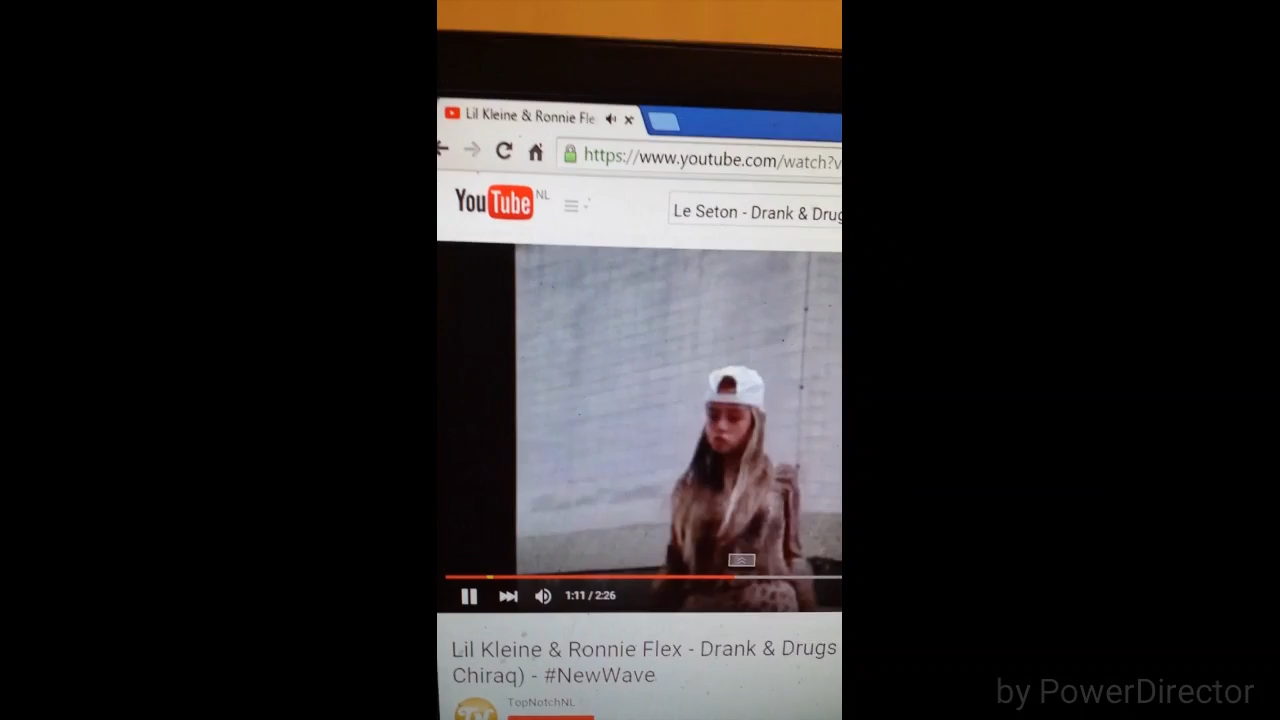 Lil Kleine & Ronnie Fle
https://www.youtube.com/watch?v
YouTube NL
Le Seton - Drank & Drug
1:11 / 2:26
Lil Kleine & Ronnie Flex - Drank & Drugs
Chiraq) - #NewWave
TopNotchNL
by PowerDirector